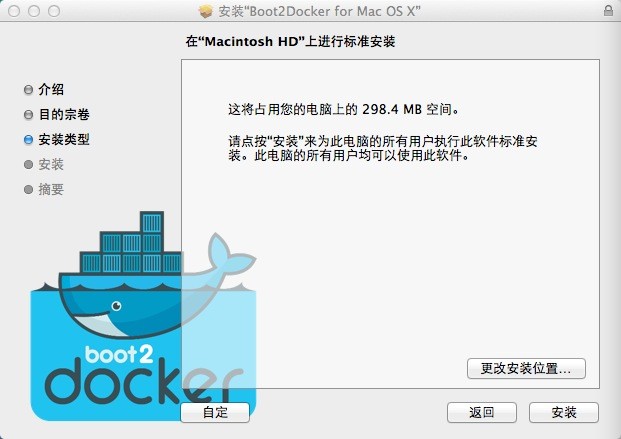 安装“Boot2Docker for Mac OS X”
在“Macintosh HD”上进行标准安装
介绍
目的宗卷
安装类型
安装
摘要
这将占用您的电脑上的 298.4 MB 空间。
请点按“安装”来为此电脑的所有用户执行此软件标准安
装。此电脑的所有用户均可以使用此软件。
boot2
docker
更改安装位置...
自定
返回
安装